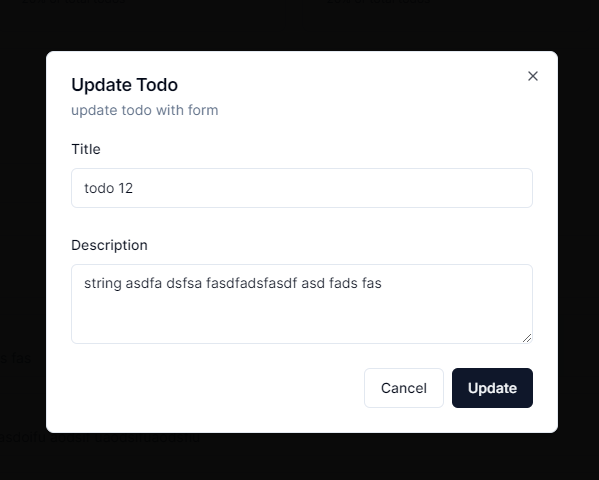 Update Todo
update todo with form
Title
todo 12
Description
string asdfa dsfsa fasdfadsfasdf asd fads fas
Cancel
Update